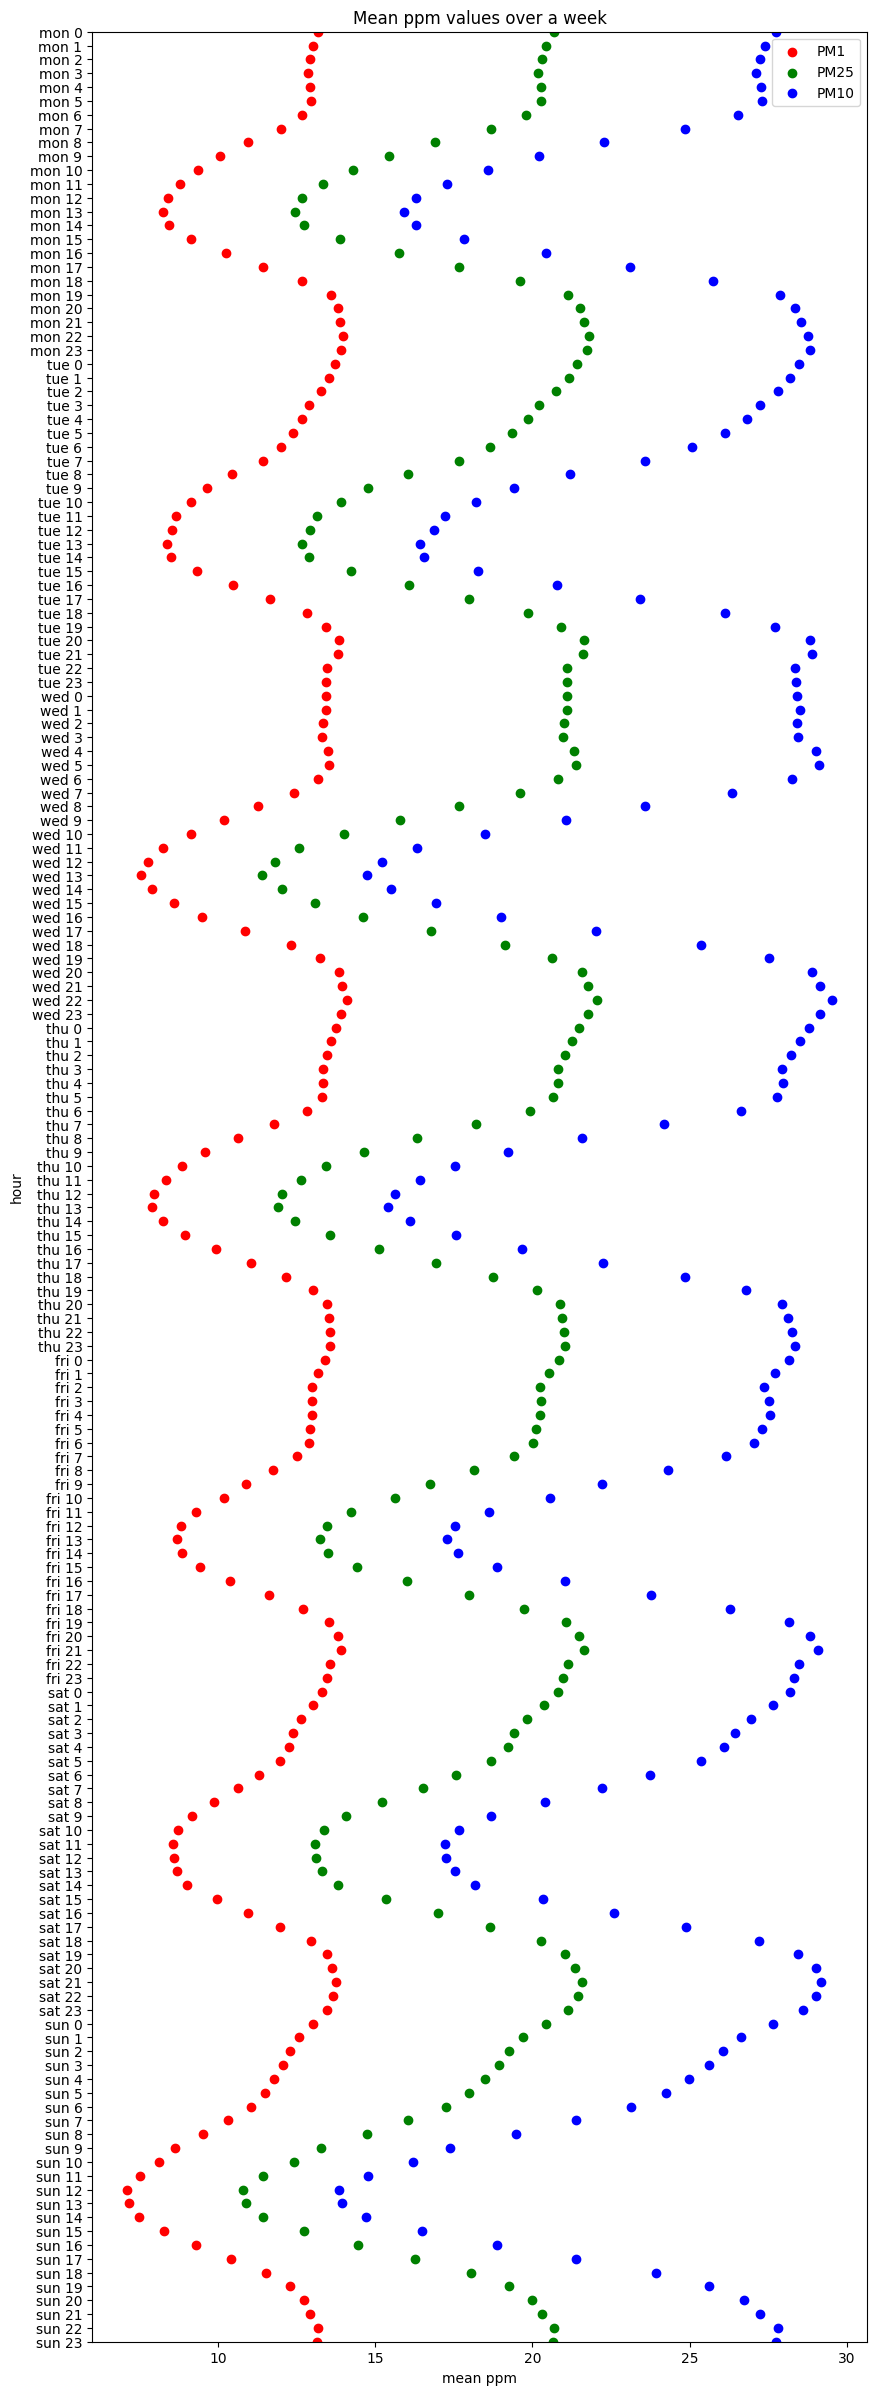 Mean ppm values over a week
PM1
PM25
PM10
mon 0
mon 1
mon 2
mon 3
mon 4
mon 5
mon 6
mon 7
mon 8
mon 9
mon 10
mon 11
mon 12
mon 13
mon 14
mon 15
mon 16
mon 17
mon 18
mon 19
mon 20
mon 21
mon 22
mon 23
tue 0
tue 1
tue 2
tue 3
tue 4
tue 5
tue 6
tue 7
tue 8
tue 9
tue 10
tue 11
tue 12
tue 13
tue 14
tue 15
tue 16
tue 17
tue 18
tue 19
tue 20
tue 21
tue 22
tue 23
wed 0
wed 1
wed 2
wed 3
wed 4
wed 5
wed 6
wed 7
wed 8
wed 9
wed 10
wed 11
wed 12
wed 13
wed 14
wed 15
wed 16
wed 17
wed 18
wed 19
wed 20
wed 21
wed 22
wed 23
thu 0
thu 1
thu 2
thu 3
thu 4
thu 5
thu 6
thu 7
thu 8
thu 9
thu 10
thu 11
thu 12
thu 13
thu 14
thu 15
thu 16
thu 17
thu 18
thu 19
thu 20
thu 21
thu 22
thu 23
fri 0
fri 1
fri 2
fri 3
fri 4
fri 5
fri 6
fri 7
fri 8
fri 9
fri 10
fri 11
fri 12
fri 13
fri 14
fri 15
fri 16
fri 17
fri 18
fri 19
fri 20
fri 21
fri 22
fri 23
sat 0
sat 1
sat 2
sat 3
sat 4
sat 5
sat 6
sat 7
sat 8
sat 9
sat 10
sat 11
sat 12
sat 13
sat 14
sat 15
sat 16
sat 17
sat 18
sat 19
sat 20
sat 21
sat 22
sat 23
sun 0
sun 1
sun 2
sun 3
sun 4
sun 5
sun 6
sun 7
sun 8
sun 9
sun 10
sun 11
sun 12
sun 13
sun 14
sun 15
sun 16
sun 17
sun 18
sun 19
sun 20
sun 21
sun 22
sun 23
hour
10
15
20
25
30
mean ppm